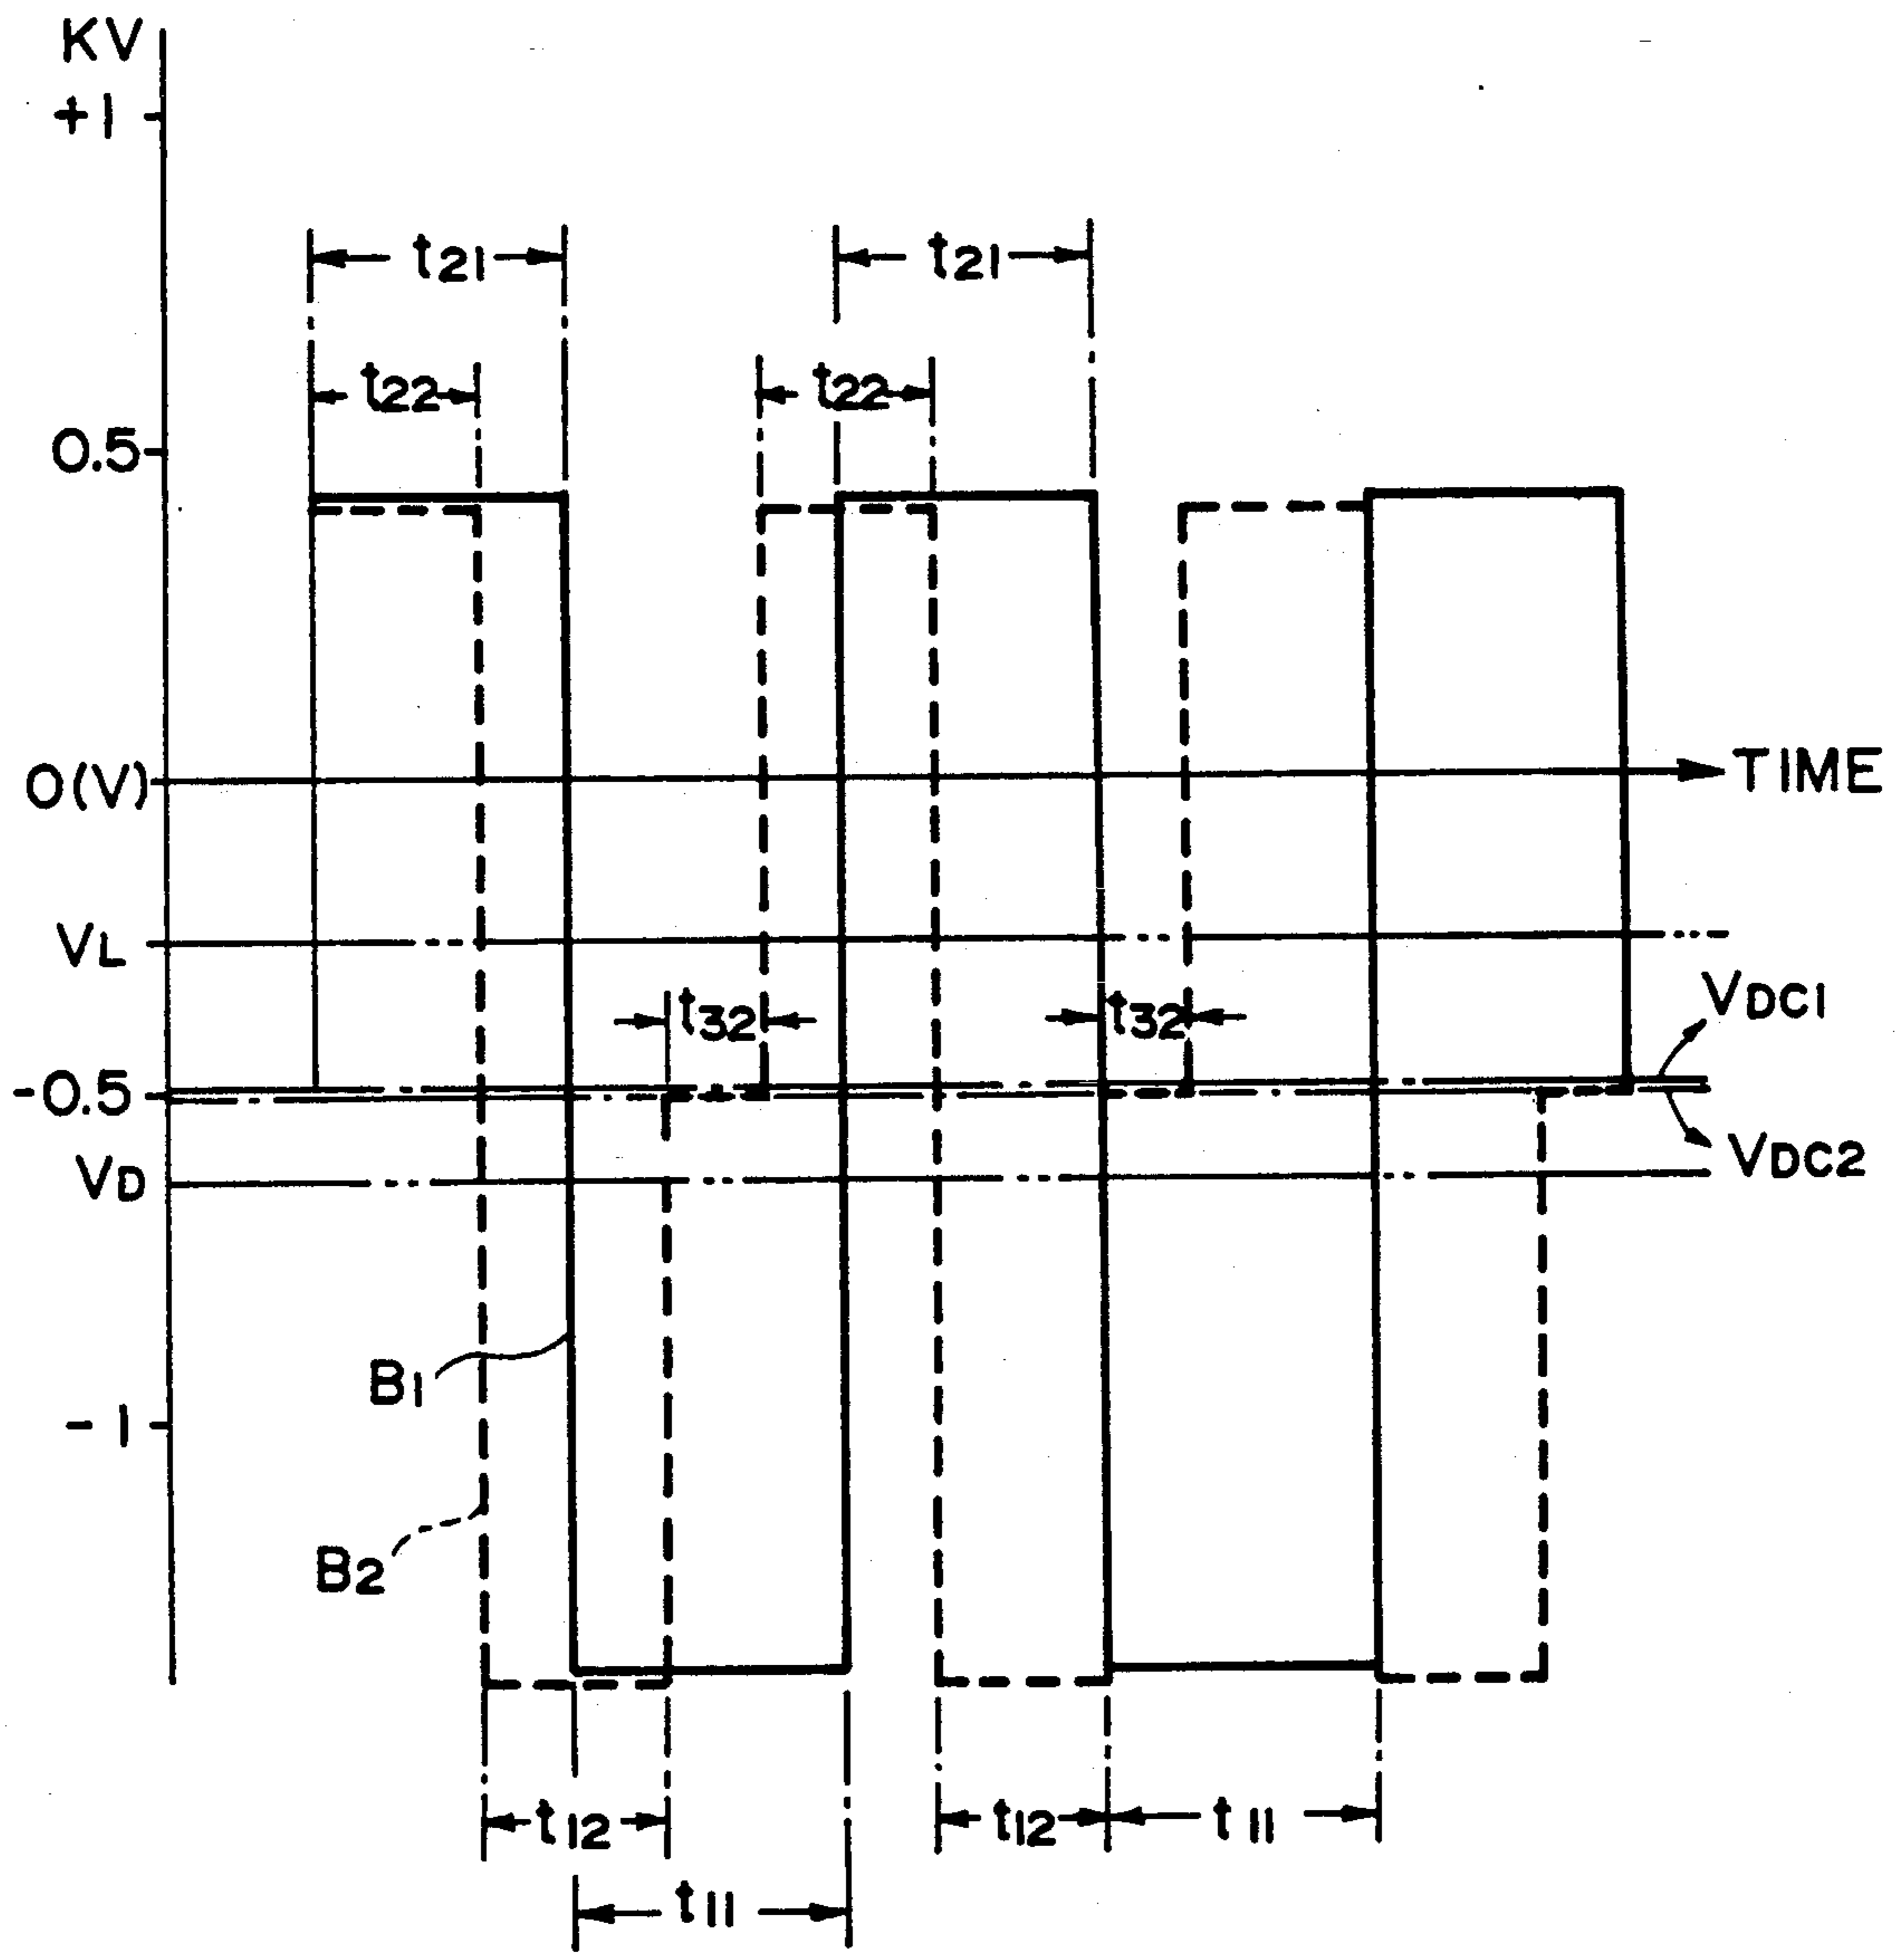 KV
+1
t21
t21
t22
t22
0.5
O(V)
TIME
VL
t32
t32
VDC1
-0.5
VD
VDC2
B1
-1
B2
t12
t12
t11
t11